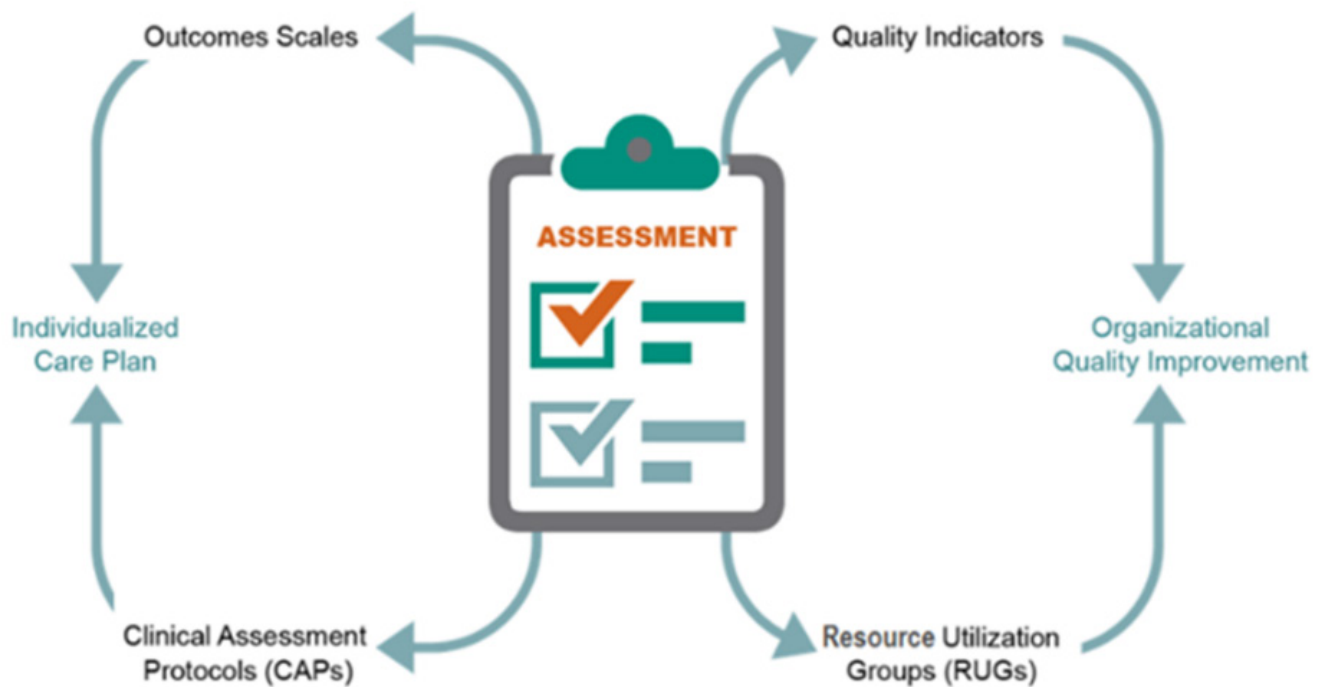 Outcomes Scales
Quality Indicators
ASSESSMENT
Individualized
Care Plan
Organizational
Quality Improvement
Clinical Assessment
Protocols (CAPs)
Resource Utilization
Groups (RUGs)